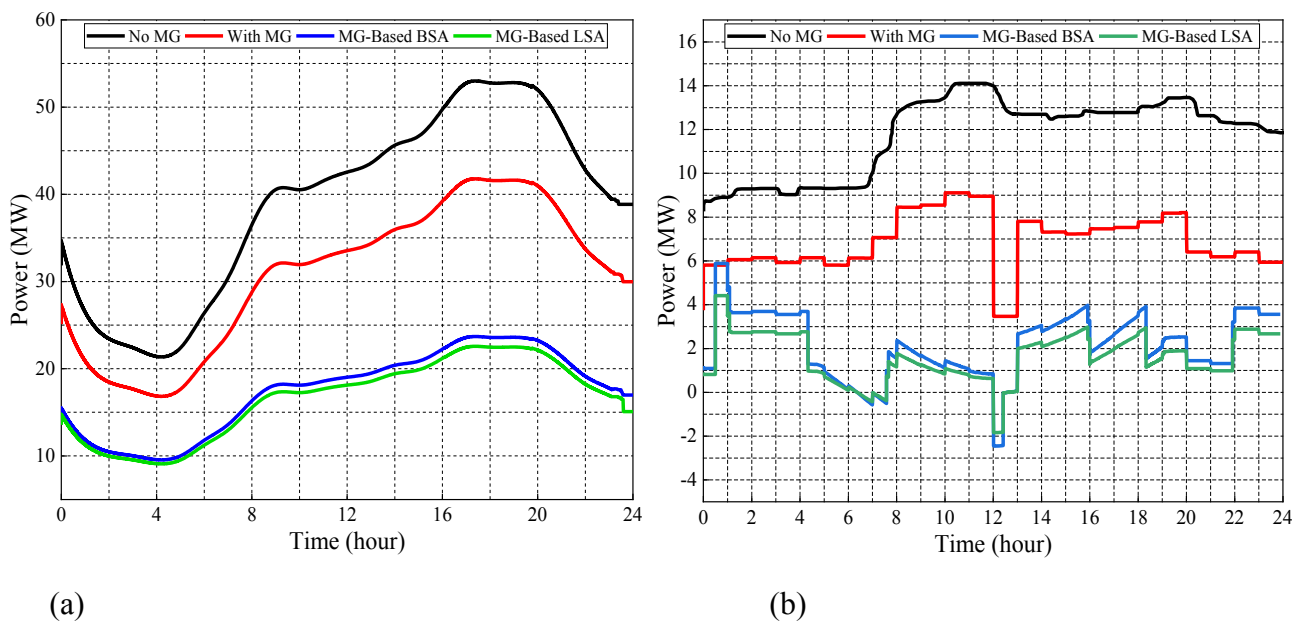 60
50
40
30
20
10
Power (MW)
No MG With MG MG-Based BSA MG-Based LSA
0 4 8 12 16 20 24
Time (hour)
(a)
16
14
12
10
8
6
4
2
0
-2
-4
Power (MW)
No MG With MG MG-Based BSA MG-Based LSA
0 2 4 6 8 10 12 14 16 18 20 22 24
Time (hour)
(b)